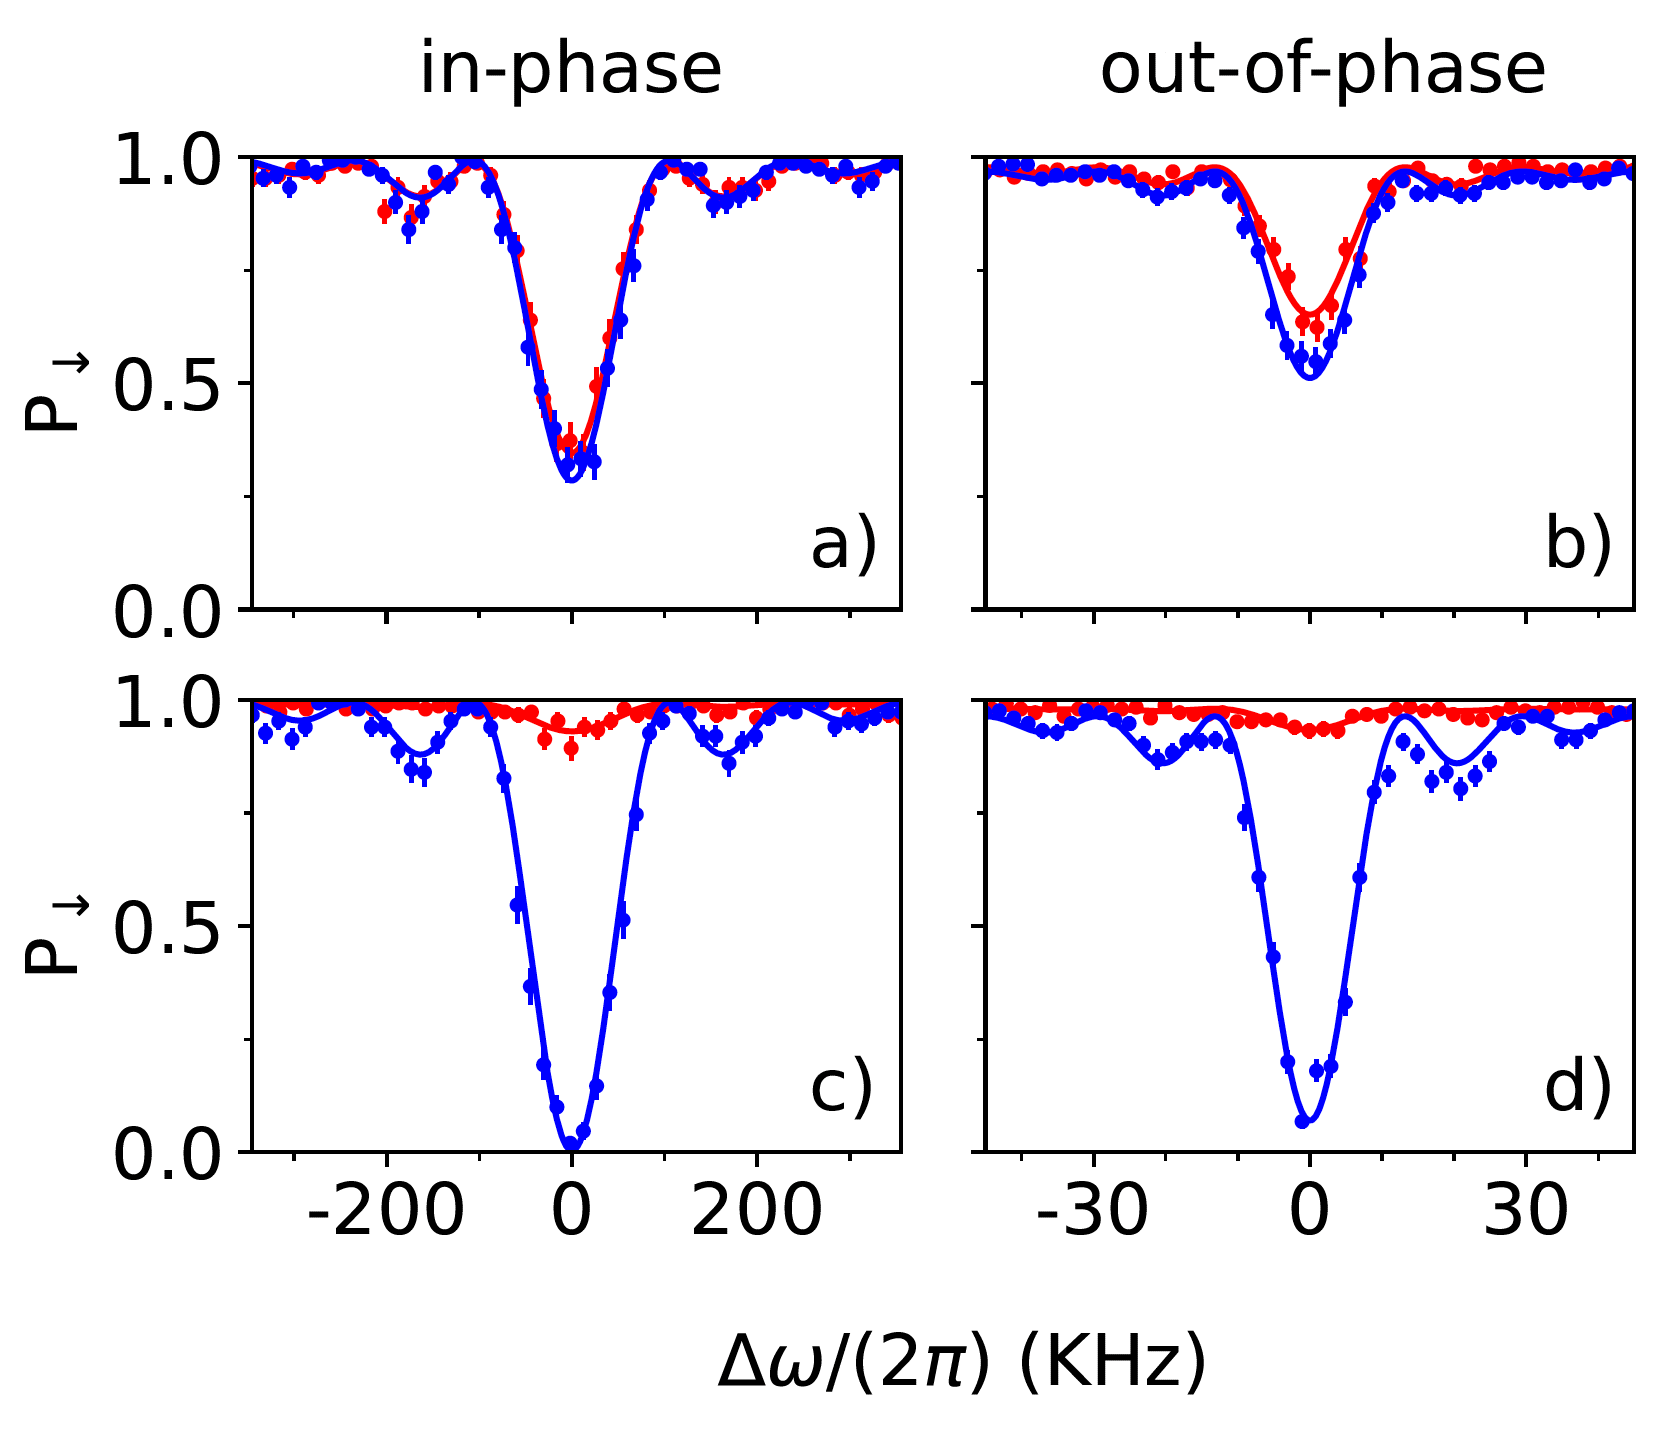 in-phase
out-of-phase
1.0
0.5
0.0
P→
a)
b)
1.0
0.5
0.0
P→
c)
d)
-200
0
200
-30
0
30
Δω/(2π) (KHz)